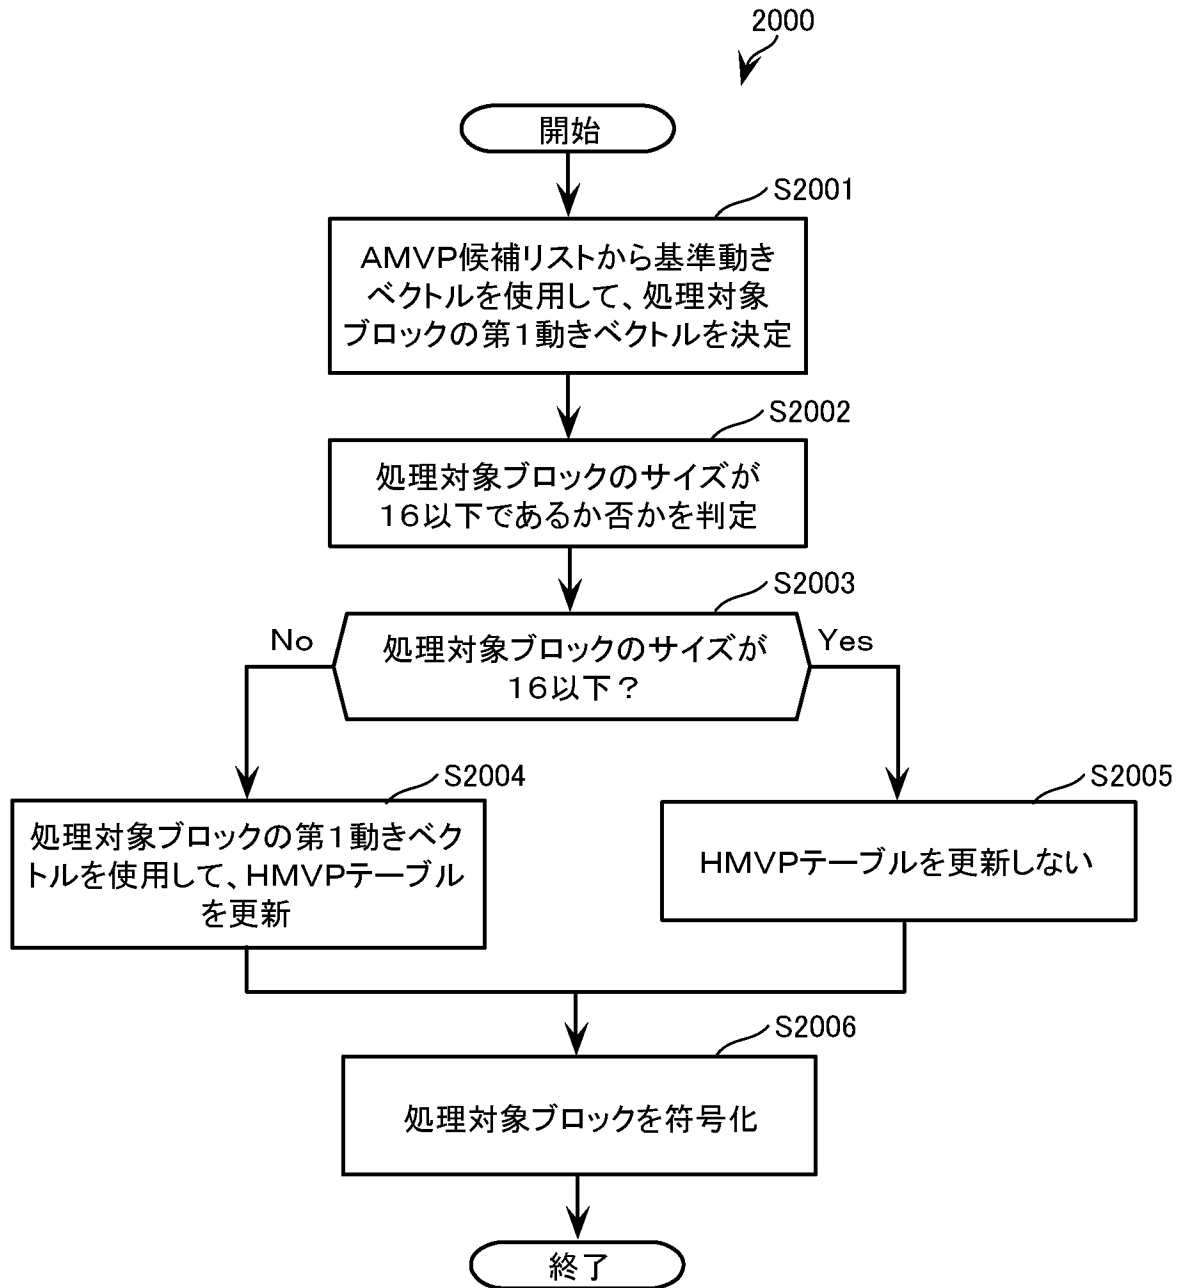 2000
開始
S2001
AMVP候補リストから基準動き
ベクトルを使用して、処理対象
ブロックの第1動きベクトルを決定
S2002
処理対象ブロックのサイズが
16以下であるか否かを判定
S2003
No
処理対象ブロックのサイズが
16以下?
Yes
S2004
処理対象ブロックの第1動きベク
トルを使用して、HMVPテーブル
を更新
S2005
HMVPテーブルを更新しない
S2006
処理対象ブロックを符号化
終了